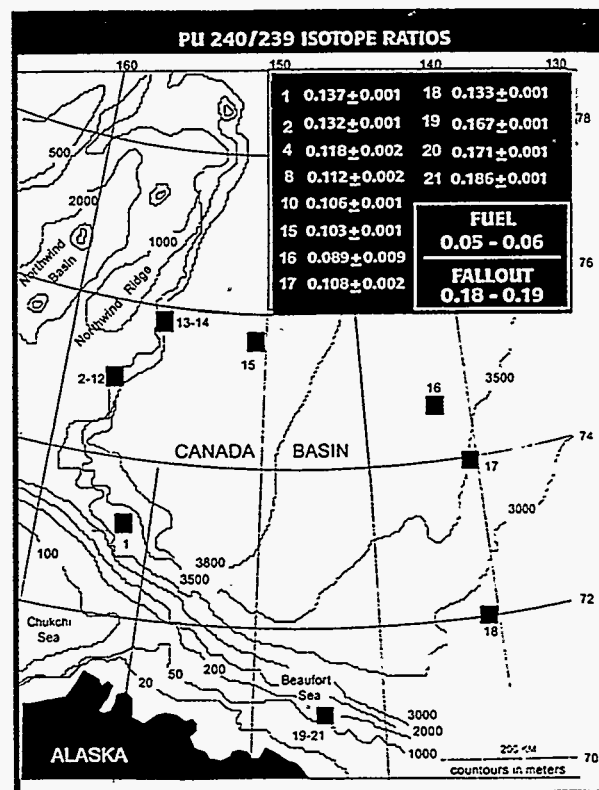 PU 240/239 ISOTOPE RATIOS
160 150 140 130
1 0.137±0.001 18 0.133±0.001
2 0.132±0.001 19 0.167±0.001
4 0.118±0.002 20 0.171±0.001
8 0.112±0.002 21 0.186±0.001
10 0.106±0.001
15 0.103±0.001
16 0.089±0.009
17 0.108±0.002
FUEL
0.05 - 0.06
FALLOUT
0.18 - 0.19
78
500
2000
1000
Northwind
Basin
Northwind Ridge
76
13-14
15
2-12
16
3500
74
CANADA BASIN
17
3000
1
100
3800
3500
72
Chukchi
Sea
18
50
200
20
Beaufort
Sea
19-21
3000
2000
1000
ALASKA
200 KM
70
countours in meters